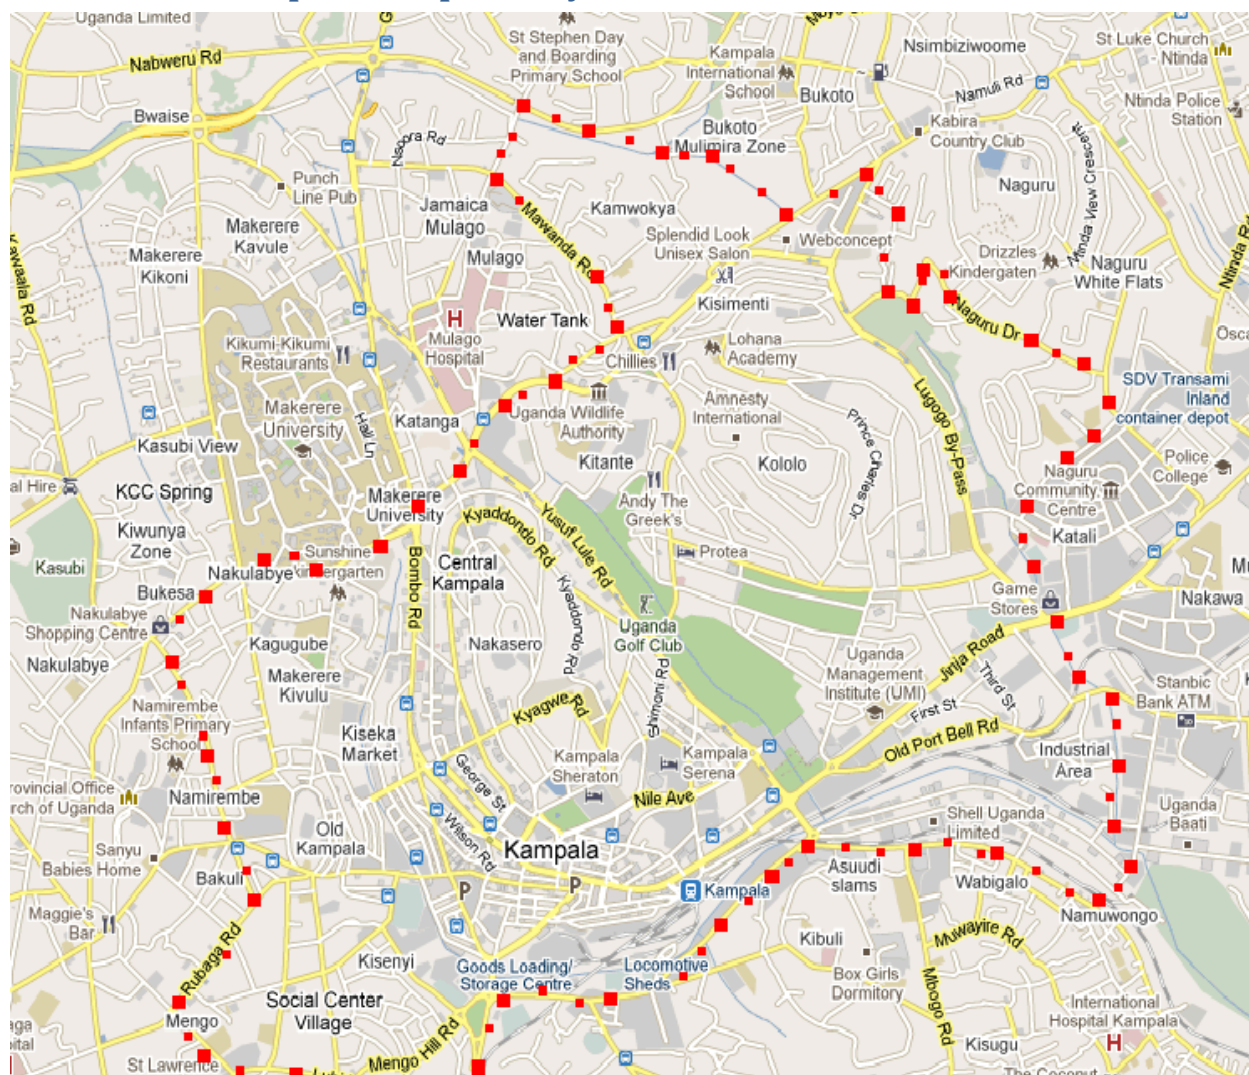 Uganda Limited
St Stephen Day
and Boarding
Primary School
Kampala
International
School
Nsimbiziwoome
St Luke Church
- Ntinda
Nabweru Rd
Bukoto
Namuli Rd
Ntinda Police
Station
Bwaise
Nsooba Rd
Bukoto
Mulimira Zone
Kabira
Country Club
Ntinda View Crescent
Punch
Line Pub
Naguru
Jamaica
Mulago
Kamwokya
Mawanda Rd
Makerere
Kavule
Splendid Look
Unisex Salon
Webconcept
Drizzles
Kindergaten
Ntinda Rd
Kawaala Rd
Makerere
Kikoni
Mulago
Naguru
White Flats
Kisimenti
Naguru Dr
Water Tank
H
Mulago
Hospital
Kikumi-Kikumi
Restaurants
Chillies
Lohana
Academy
SDV Transami
Inland
container depot
Makerere
University
Hall Ln
Katanga
Uganda Wildlife
Authority
Amnesty
International
Lugogo By-Pass
Prince Charles Dr
Kasubi View
Kitante
Kololo
Police
College
KCC Spring
Makerere
University
Andy The
Greek's
Naguru
Community
Centre
Kiwunya
Zone
Kyaddondo Rd
Yusuf Lule Rd
Katali
Kasubi
Nakulabye
Sunshine
Kindergarten
Bombo Rd
Central
Kampala
Protea
Bukesa
Kyaddondo Rd
Game
Stores
Nakawa
Nakulabye
Shopping Centre
Kagugube
Nakasero
Uganda
Golf Club
Jinja Road
Nakulabye
Makerere
Kivulu
Shimoni Rd
Uganda
Management
Institute (UMI)
Third St
Stanbic
Bank ATM
Namirembe
Infants Primary
School
Kyagwe Rd
First St
Kiseka
Market
Old Port Bell Rd
Industrial
Area
Kampala
Sheraton
Kampala
Serena
George St
Namirembe
Nile Ave
Shell Uganda
Limited
Uganda
Baati
Old
Kampala
Wilson Rd
Kampala
Sanyu
Babies Home
Bakuli
P
P
Kampala
Asuudi
slams
Wabigalo
Maggie's
Bar
Namuwongo
Rubaga Rd
Kibuli
Muwayire Rd
Kisenyi
Goods Loading/
Storage Centre
Locomotive
Sheds
Box Girls
Dormitory
Mbogo Rd
Social Center
Village
International
Hospital Kampala
Mengo
Mengo Hill Rd
Kisugu
H
St Lawrence
The Coconut